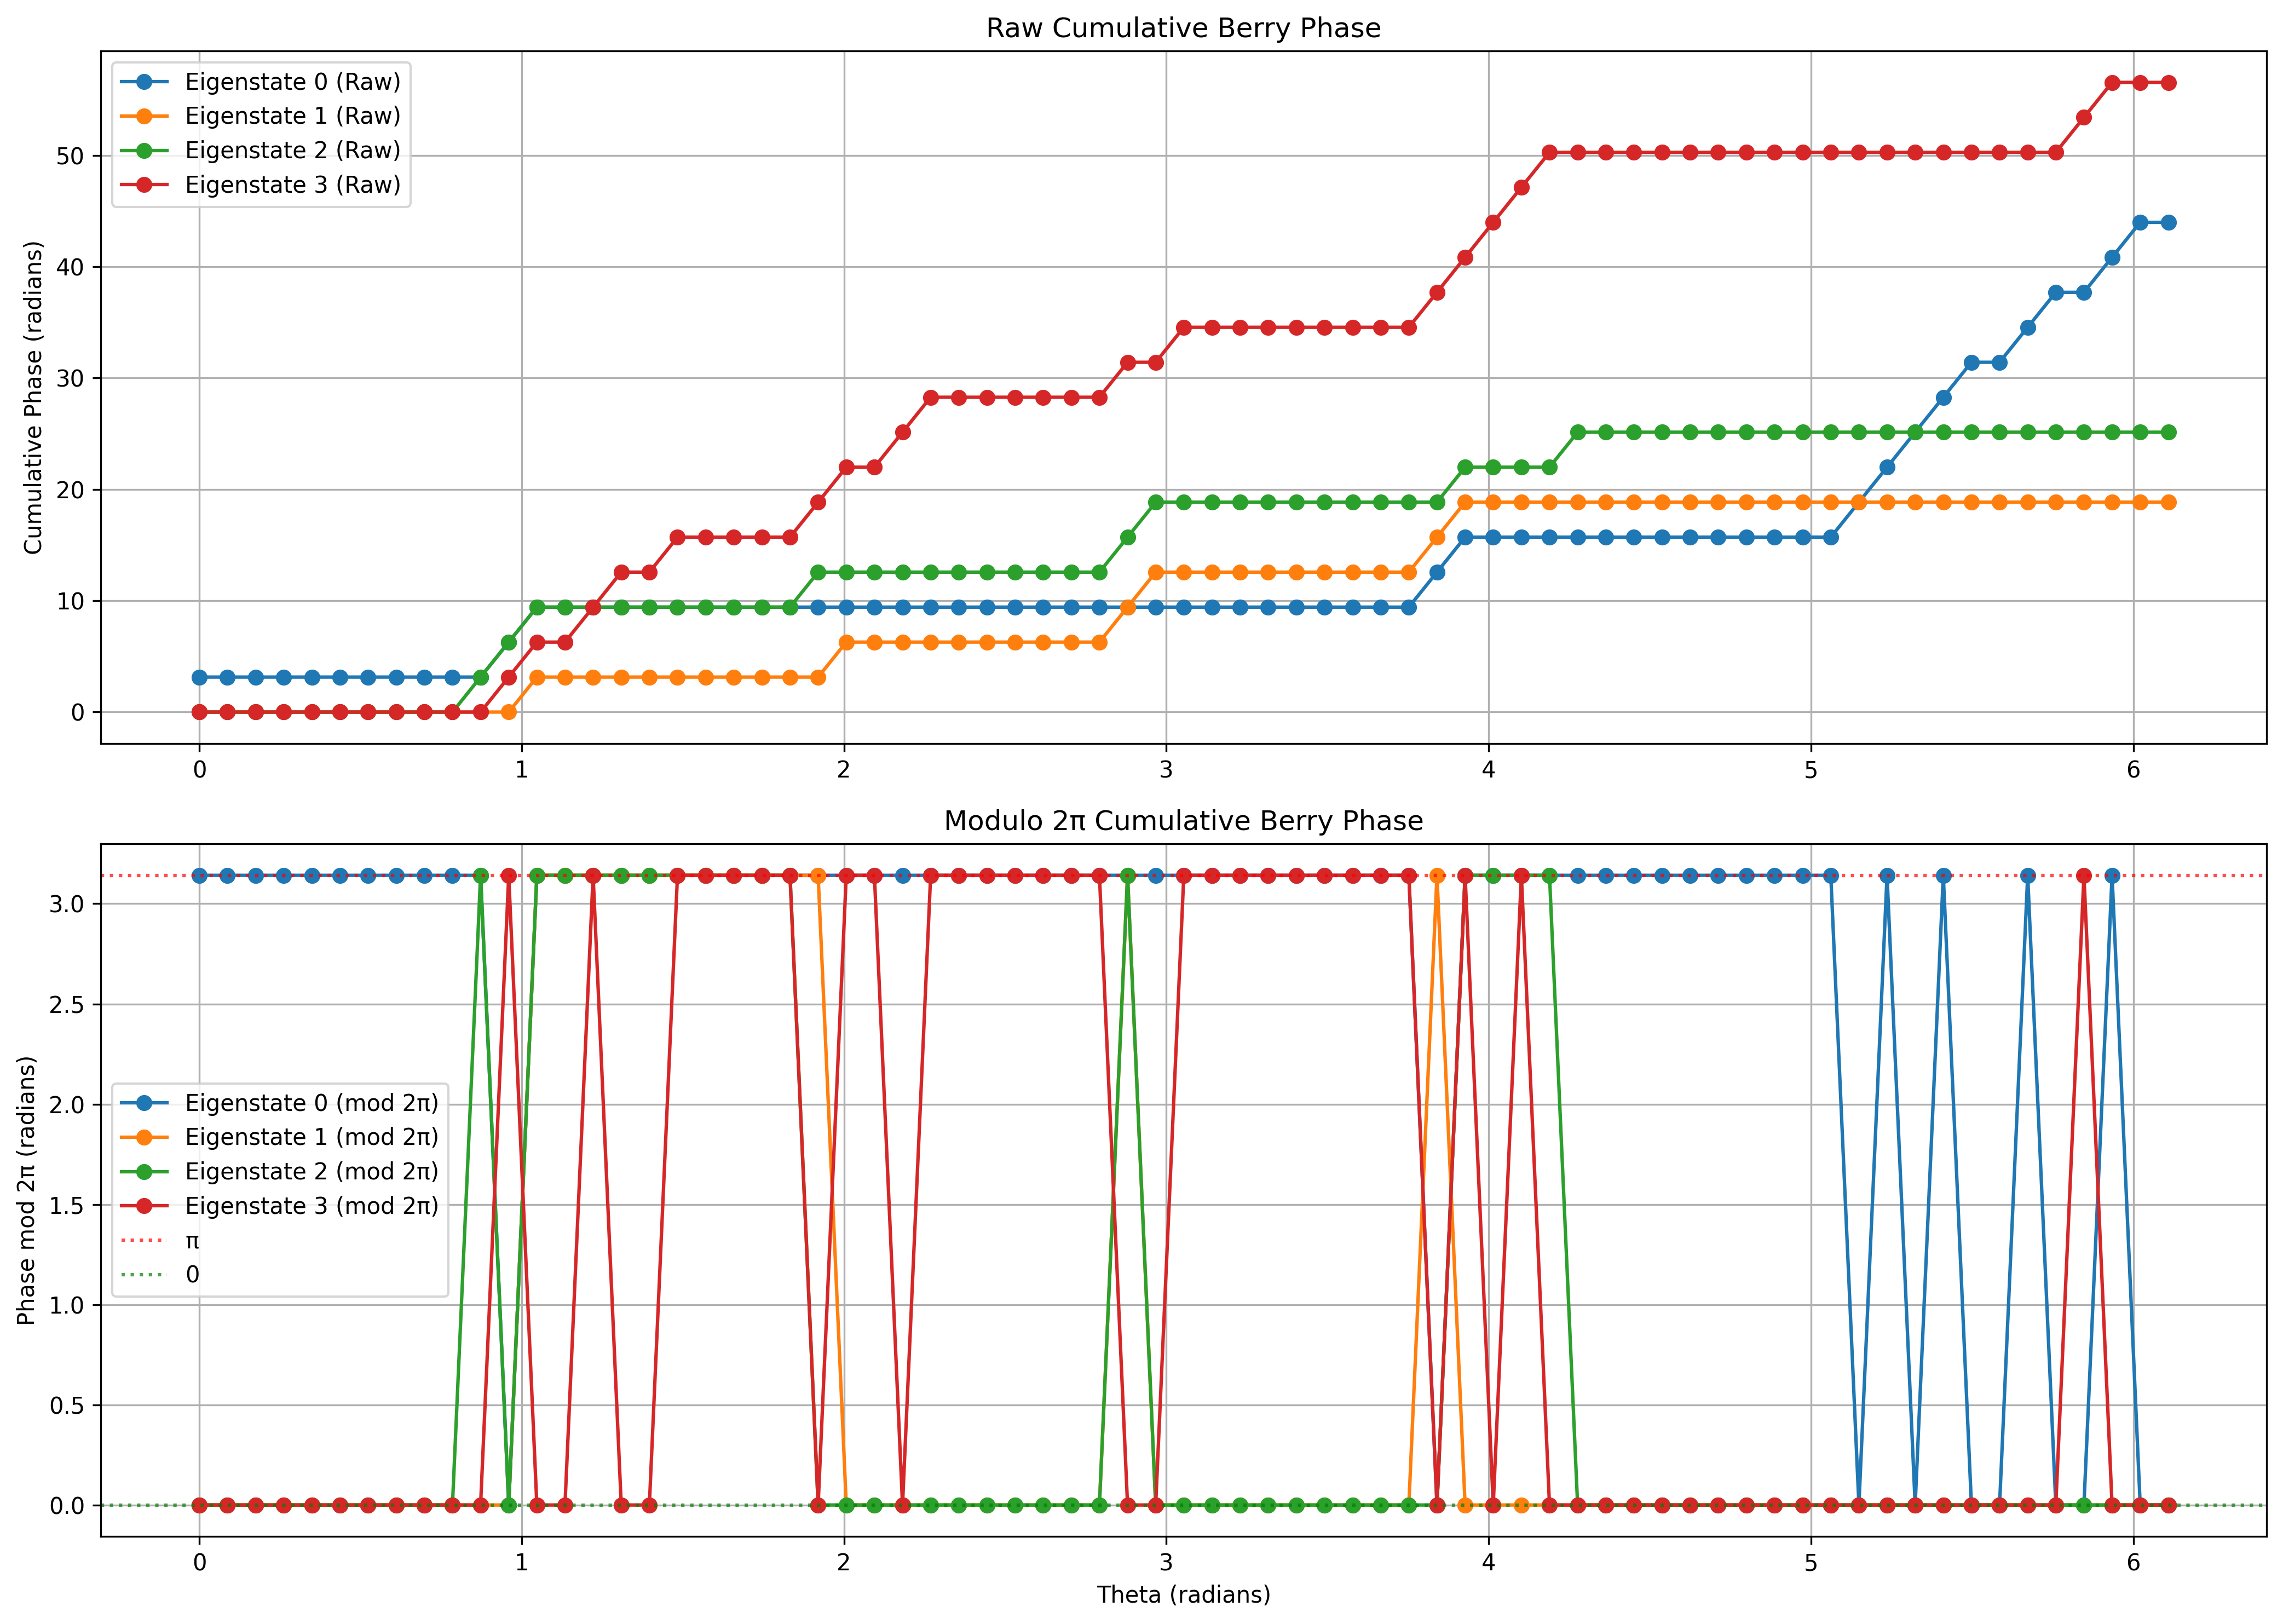 Raw Cumulative Berry Phase
Cumulative Phase (radians)
50
40
30
20
10
0
Eigenstate 0 (Raw)
Eigenstate 1 (Raw)
Eigenstate 2 (Raw)
Eigenstate 3 (Raw)
0 1 2 3 4 5 6
Modulo 2π Cumulative Berry Phase
Phase mod 2π (radians)
3.0
2.5
2.0
1.5
1.0
0.5
0.0
Eigenstate 0 (mod 2π)
Eigenstate 1 (mod 2π)
Eigenstate 2 (mod 2π)
Eigenstate 3 (mod 2π)
π
0
0 1 2 3 4 5 6
Theta (radians)